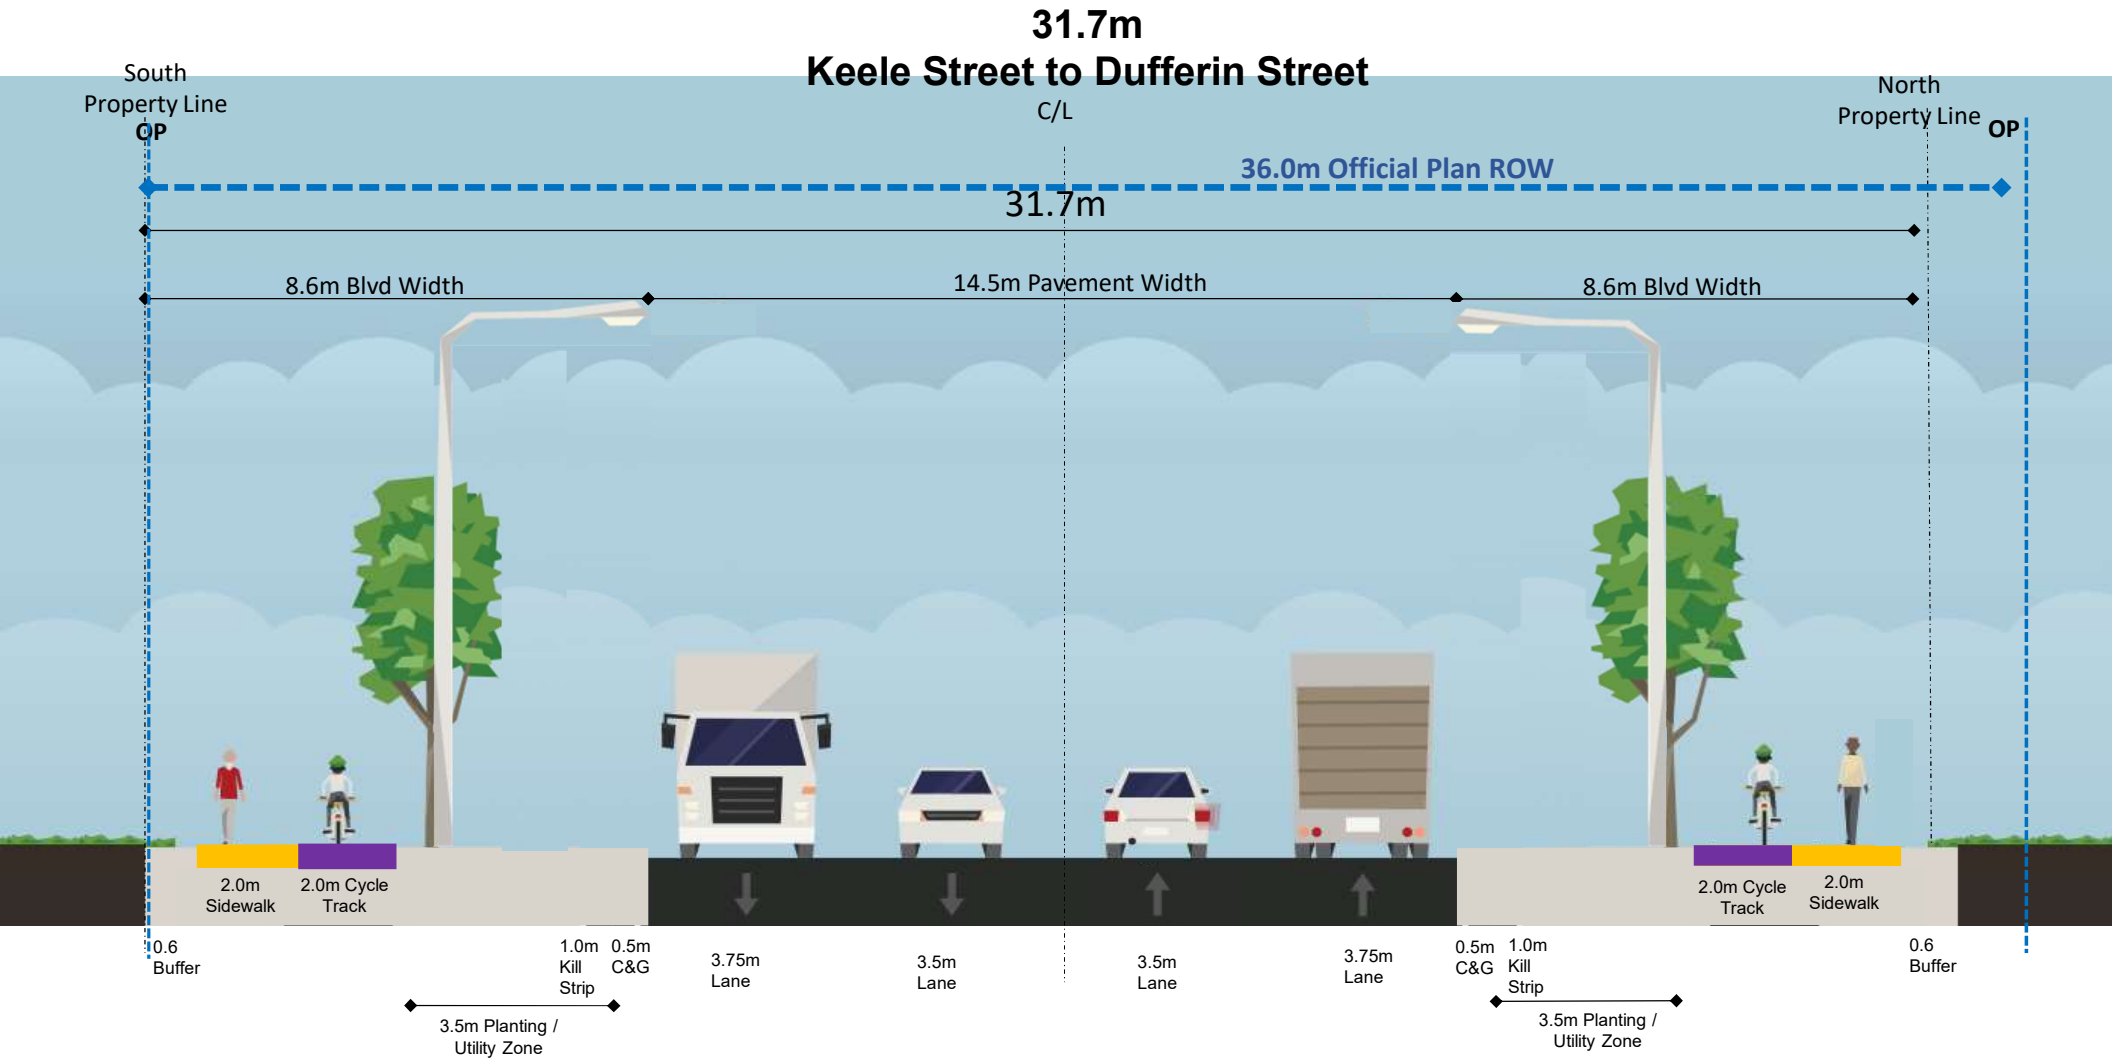 31.7m
Keele Street to Dufferin Street
South
Property Line
OP
C/L
North
Property Line
OP
36.0m Official Plan ROW
31.7m
8.6m Blvd Width
14.5m Pavement Width
8.6m Blvd Width
2.0m
Sidewalk
2.0m Cycle
Track
2.0m Cycle
Track
2.0m
Sidewalk
0.6
Buffer
1.0m
Kill
Strip
0.5m
C&G
3.75m
Lane
3.5m
Lane
3.5m
Lane
3.75m
Lane
0.5m
C&G
1.0m
Kill
Strip
0.6
Buffer
3.5m Planting /
Utility Zone
3.5m Planting /
Utility Zone